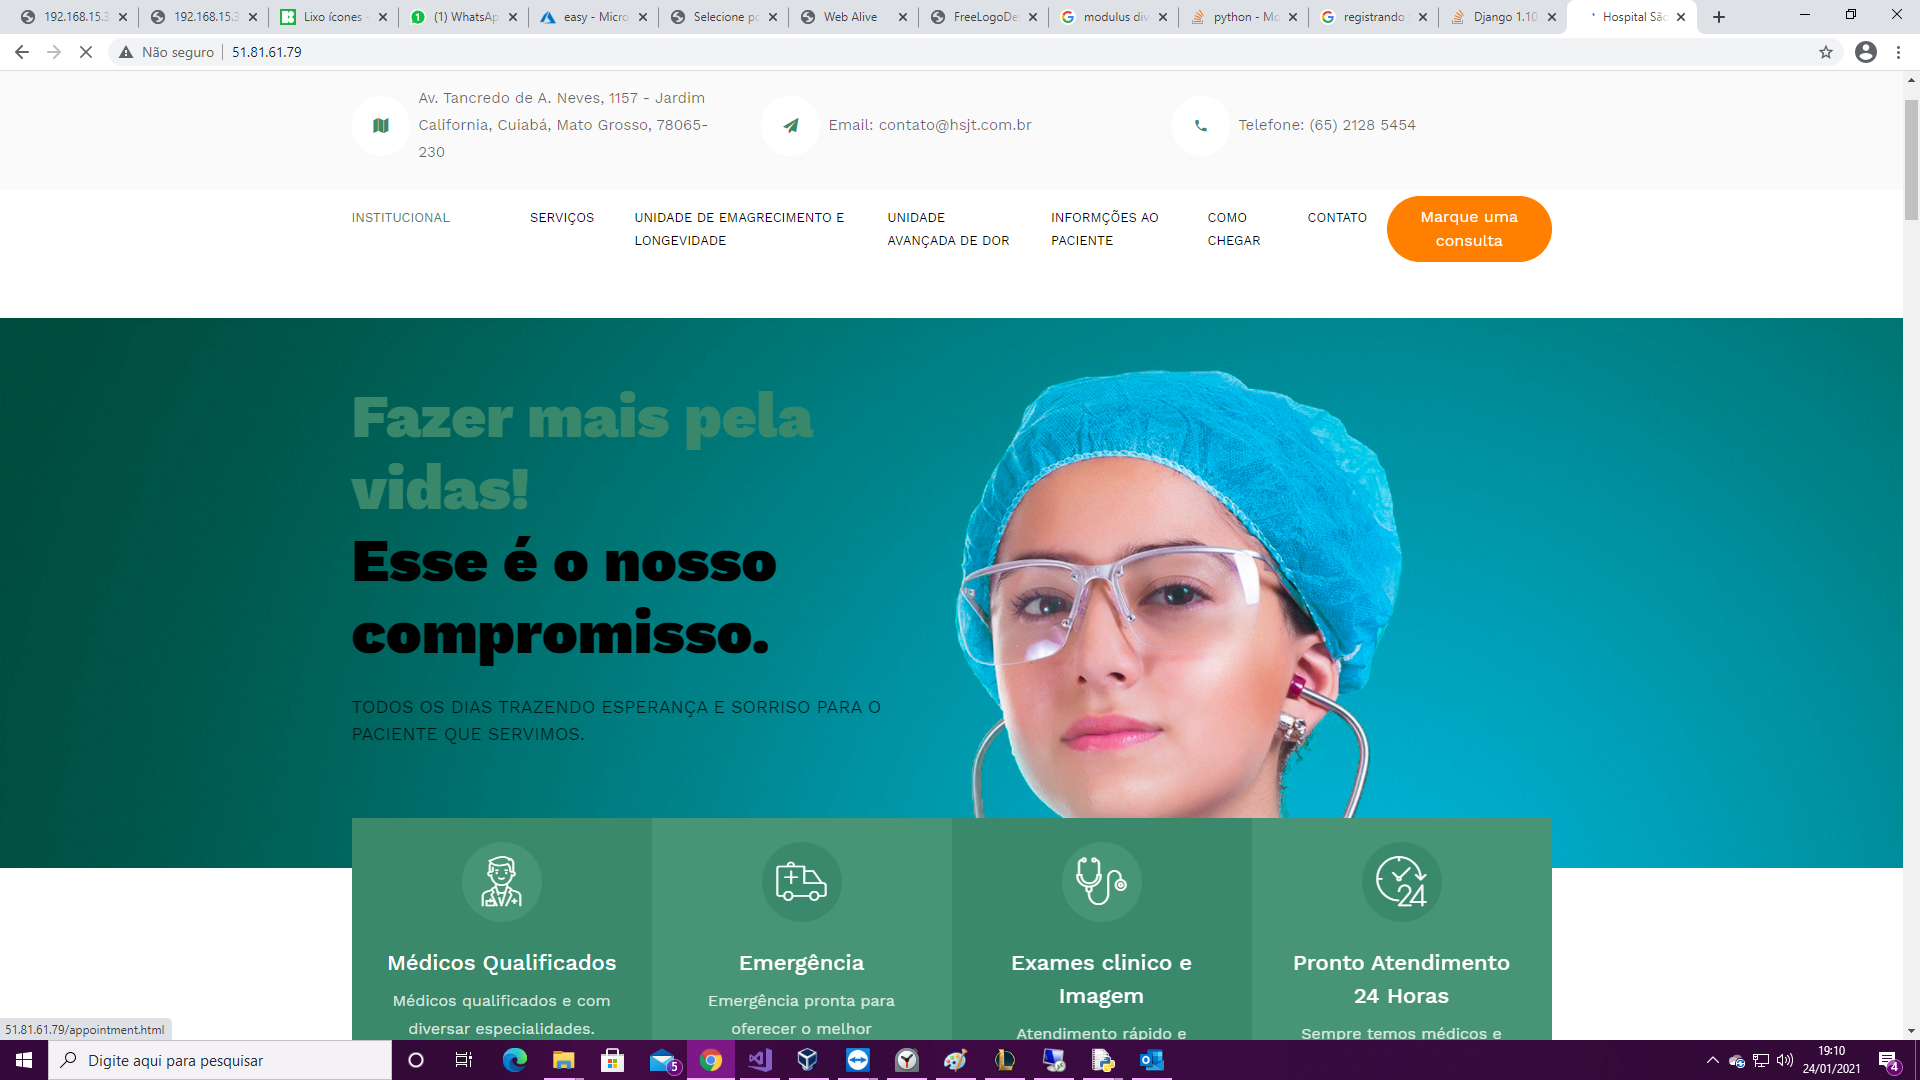 192.168.15.3
192.168.15.3
Lixo ícones -
(1) WhatsAp
easy - Micro
Selecione po
Web Alive
FreeLogoDe
modulus div
python - Mo
registrando
Django 1.10
Hospital São
Não seguro
51.81.61.79
Av. Tancredo de A. Neves, 1157 - Jardim
California, Cuiabá, Mato Grosso, 78065-
230
Email: contato@hsjt.com.br
Telefone: (65) 2128 5454
INSTITUCIONAL
SERVIÇOS
UNIDADE DE EMAGRECIMENTO E
LONGEVIDADE
UNIDADE
AVANÇADA DE DOR
INFORMÇÕES AO
PACIENTE
COMO
CHEGAR
CONTATO
Marque uma
consulta
Fazer mais pela
vidas!
Esse é o nosso
compromisso.
TODOS OS DIAS TRAZENDO ESPERANÇA E SORRISO PARA O
PACIENTE QUE SERVIMOS.
Médicos Qualificados
Médicos qualificados e com
diversar especialidades.
Emergência
Emergência pronta para
oferecer o melhor
Exames clinico e
Imagem
Atendimento rápido e
24
Pronto Atendimento
24 Horas
Sempre temos médicos e
51.81.61.79/appointment.html
Digite aqui para pesquisar
5
19:10
24/01/2021
4